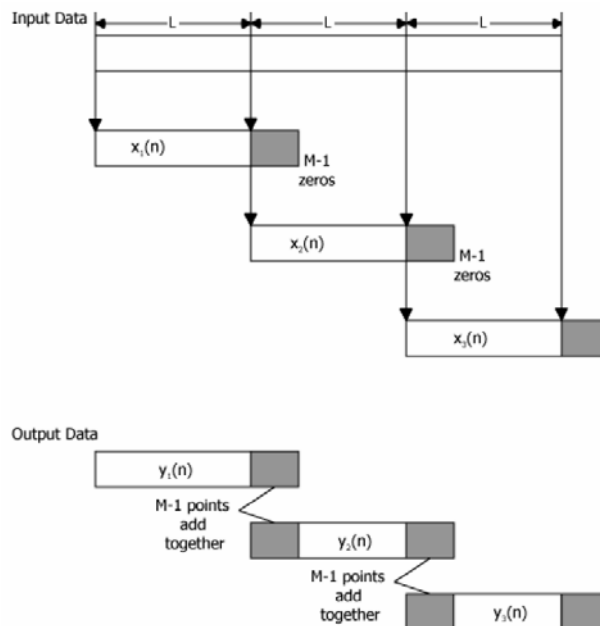 Input Data
L L L
x₁(n)
M-1
zeros
x₂(n)
M-1
zeros
x₃(n)
Output Data
y₁(n)
M-1 points
add
together
y₂(n)
M-1 points
add
together
y₃(n)